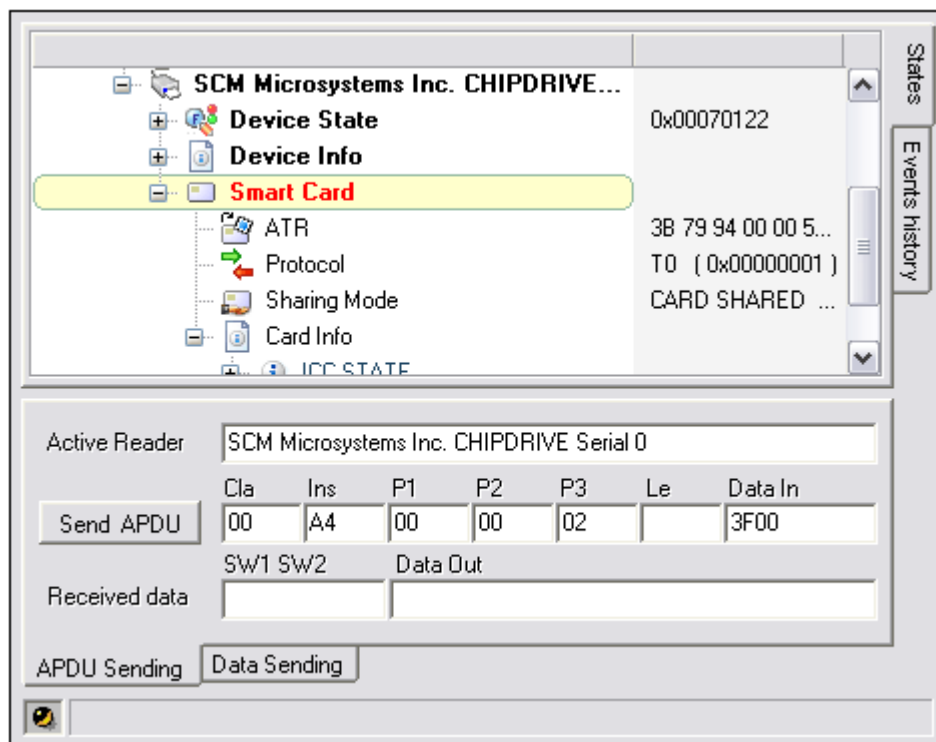 SCM Microsystems Inc. CHIPDRIVE...
Device State 0x00070122
Device Info
Smart Card
ATR 3B 79 94 00 00 5...
Protocol T0 ( 0x00000001 )
Sharing Mode CARD SHARED ...
Card Info
ICC STATE
States
Events history
Active Reader SCM Microsystems Inc. CHIPDRIVE Serial 0
Cla Ins P1 P2 P3 Le Data In
Send APDU 00 A4 00 00 02 3F00
SW1 SW2 Data Out
Received data
APDU Sending Data Sending